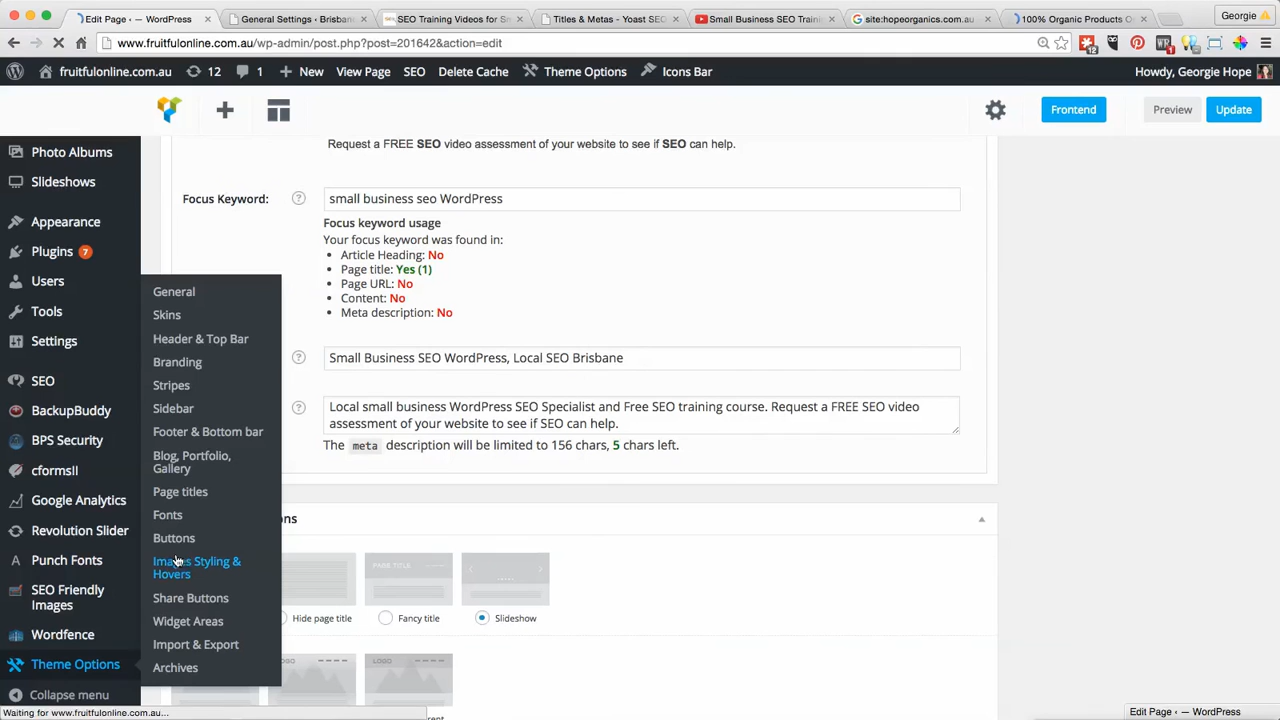 Edit Page ‹ — WordPress
General Settings ‹ Brisban
SEO Training Videos for Sm
Titles & Metas - Yoast SEO
Small Business SEO Trainin
site:hopeorganics.com.au
100% Organic Products O
Georgie
www.fruitfulonline.com.au/wp-admin/post.php?post=201642&action=edit
12
1
fruitfulonline.com.au
12
1
New
View Page
SEO
Delete Cache
Theme Options
Icons Bar
Howdy, Georgie Hope
Frontend
Preview
Update
Photo Albums
Slideshows
Appearance
Plugins 7
Users
Tools
Settings
SEO
BackupBuddy
BPS Security
cformsII
Google Analytics
Revolution Slider
Punch Fonts
SEO Friendly
Images
Wordfence
Theme Options
Collapse menu
General
Skins
Header & Top Bar
Branding
Stripes
Sidebar
Footer & Bottom bar
Blog, Portfolio,
Gallery
Page titles
Fonts
Buttons
Images Styling &
Hovers
Share Buttons
Widget Areas
Import & Export
Archives
Request a FREE SEO video assessment of your website to see if SEO can help.
Focus Keyword:
?
small business seo WordPress
Focus keyword usage
Your focus keyword was found in:
Article Heading: No
Page title: Yes (1)
Page URL: No
Content: No
Meta description: No
?
Small Business SEO WordPress, Local SEO Brisbane
?
Local small business WordPress SEO Specialist and Free SEO training course. Request a FREE SEO video
assessment of your website to see if SEO can help.
The meta description will be limited to 156 chars, 5 chars left.
ons
PAGE TITLE
Hide page title
Fancy title
Slideshow
LOGO
LOGO
Waiting for www.fruitfulonline.com.au...
Edit Page ‹ — WordPress